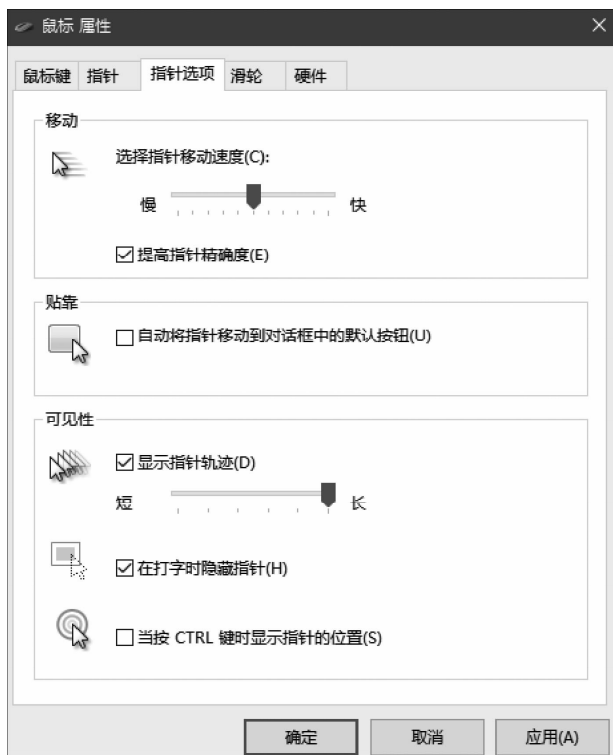 鼠标 属性
鼠标键 指针 指针选项 滑轮 硬件
移动
选择指针移动速度(C):
慢 快
提高指针精确度(E)
贴靠
自动将指针移动到对话框中的默认按钮(U)
可见性
显示指针轨迹(D)
短 长
在打字时隐藏指针(H)
当按 CTRL 键时显示指针的位置(S)
确定 取消 应用(A)